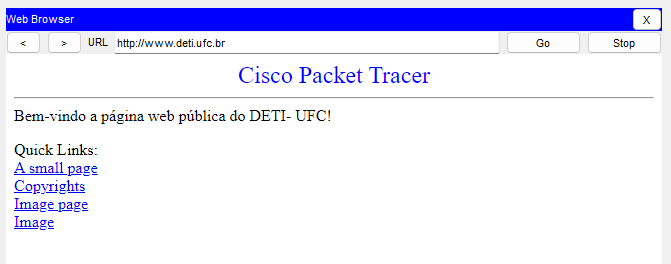 Web Browser X
< > URL http://www.deti.ufc.br Go Stop
Cisco Packet Tracer
Bem-vindo a página web pública do DETI- UFC!
Quick Links:
A small page
Copyrights
Image page
Image